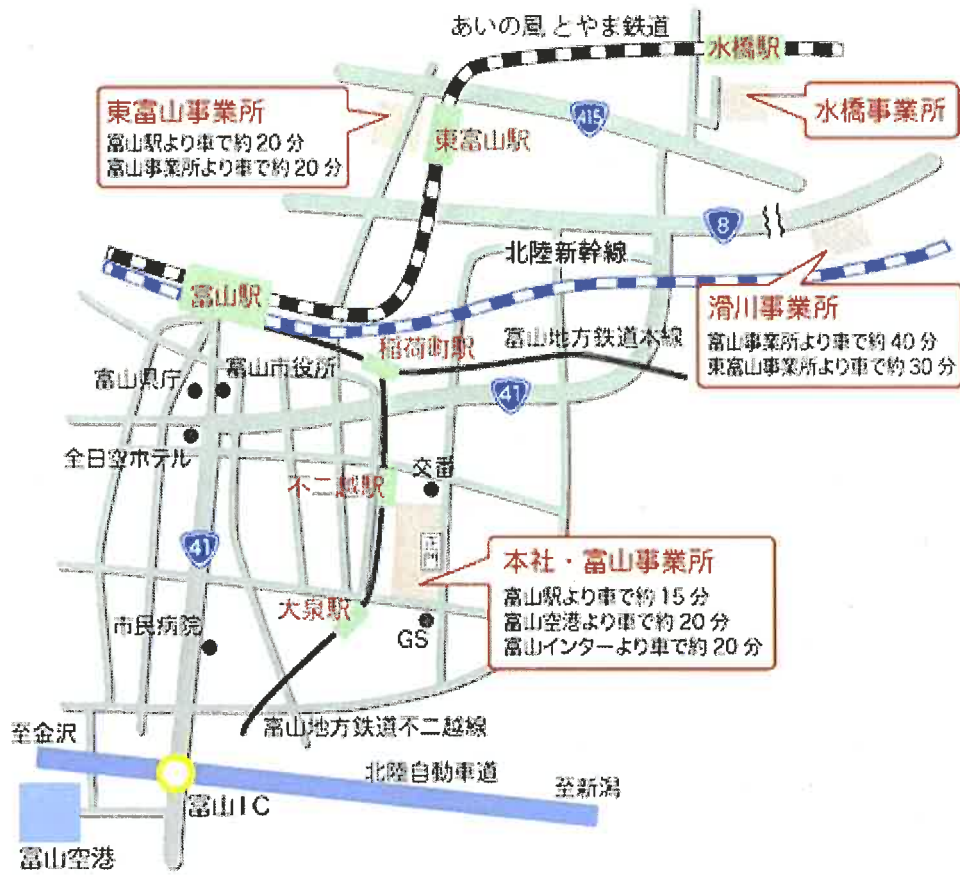 あいの風とやま鉄道
水橋駅
東富山事業所
富山駅より車で約20分
富山事業所より車で約20分
415
水橋事業所
東富山駅
8
北陸新幹線
富山駅
滑川事業所
富山事業所より車で約40分
東富山事業所より車で約30分
稲荷町駅
富山地方鉄道本線
富山県庁
富山市役所
41
全日空ホテル
不二越駅
交番
41
正門
本社・富山事業所
富山駅より車で約15分
富山空港より車で約20分
富山インターより車で約20分
大泉駅
市民病院
GS
富山地方鉄道不二越線
至金沢
北陸自動車道
至新潟
富山IC
富山空港